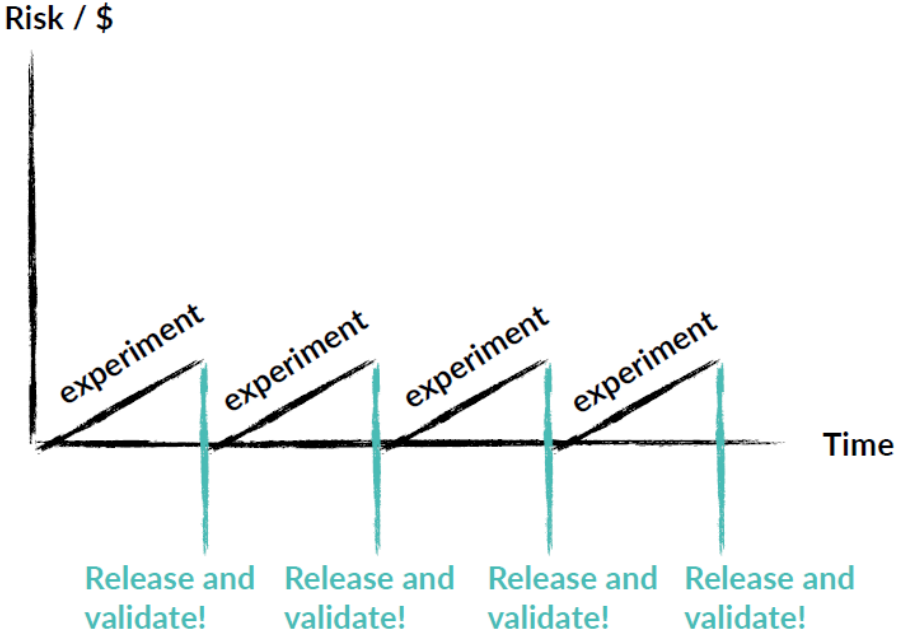 Risk / $
experiment
experiment
experiment
experiment
Time
Release and
validate!
Release and
validate!
Release and
validate!
Release and
validate!